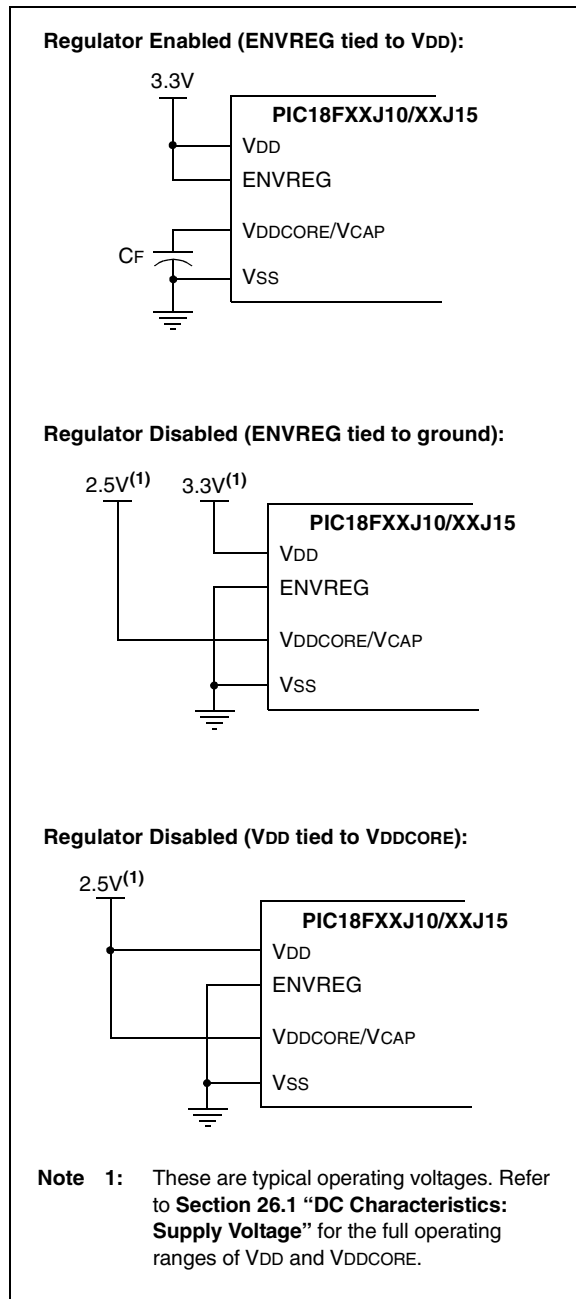 Regulator Enabled (ENVREG tied to VDD):
3.3V
PIC18FXXJ10/XXJ15
VDD
ENVREG
VDDCORE/VCAP
CF
VSS
Regulator Disabled (ENVREG tied to ground):
2.5V(1) 3.3V(1)
PIC18FXXJ10/XXJ15
VDD
ENVREG
VDDCORE/VCAP
VSS
Regulator Disabled (VDD tied to VDDCORE):
2.5V(1)
PIC18FXXJ10/XXJ15
VDD
ENVREG
VDDCORE/VCAP
VSS
Note 1: These are typical operating voltages. Refer
to Section 26.1 “DC Characteristics:
Supply Voltage” for the full operating
ranges of VDD and VDDCORE.